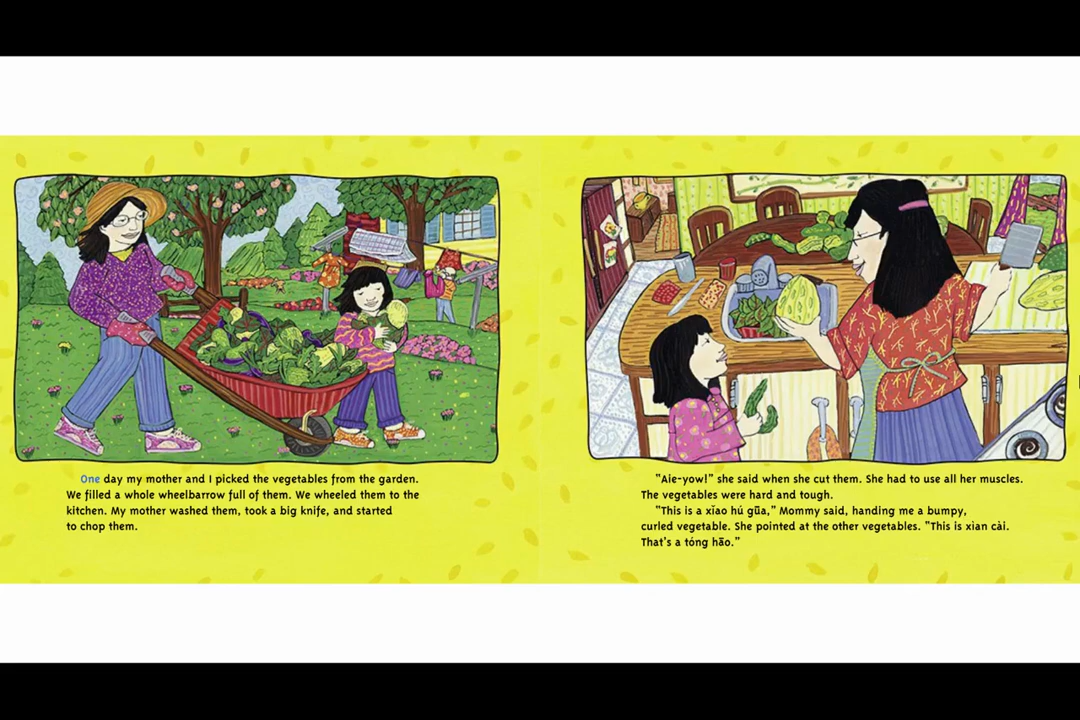 One day my mother and I picked the vegetables from the garden.
We filled a whole wheelbarrow full of them. We wheeled them to the
kitchen. My mother washed them, took a big knife, and started
to chop them.
"Aie-yow!" she said when she cut them. She had to use all her muscles.
The vegetables were hard and tough.
"This is a xĭao hú gūa," Mommy said, handing me a bumpy,
curled vegetable. She pointed at the other vegetables. "This is xìan cài.
That's a tóng hāo."